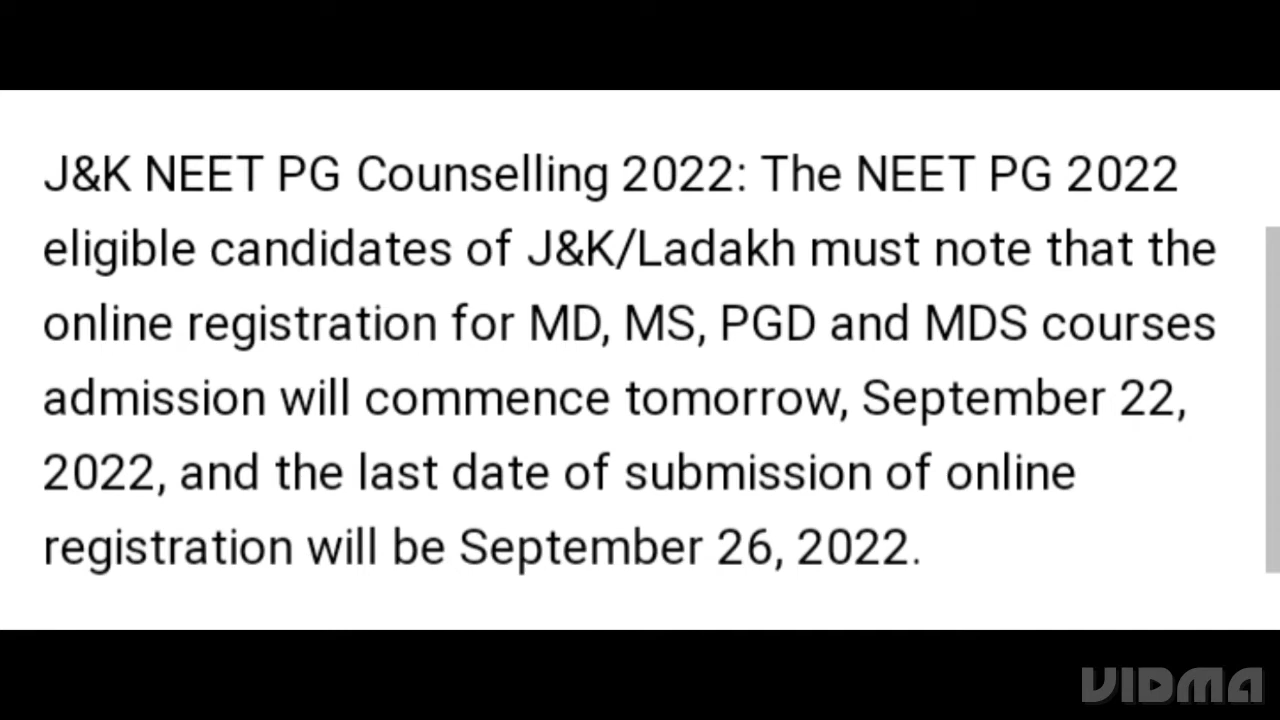 J&K NEET PG Counselling 2022: The NEET PG 2022
eligible candidates of J&K/Ladakh must note that the
online registration for MD, MS, PGD and MDS courses
admission will commence tomorrow, September 22,
2022, and the last date of submission of online
registration will be September 26, 2022.
VIDMA